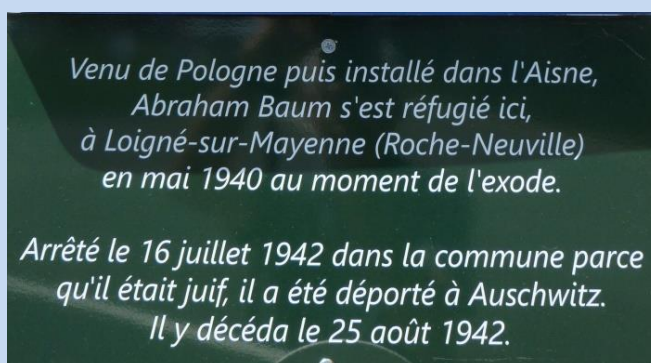 Venu de Pologne puis installé dans l'Aisne,
Abraham Baum s'est réfugié ici,
à Loigné-sur-Mayenne (Roche-Neuville)
en mai 1940 au moment de l'exode.
Arrêté le 16 juillet 1942 dans la commune parce
qu'il était juif, il a été déporté à Auschwitz.
Il y décéda le 25 août 1942.